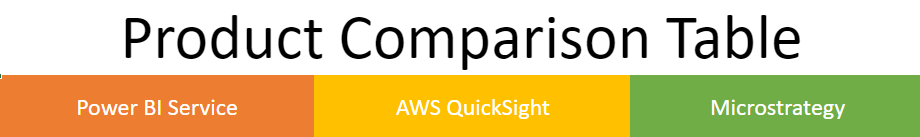 Product Comparison Table
Power BI Service AWS QuickSight Microstrategy